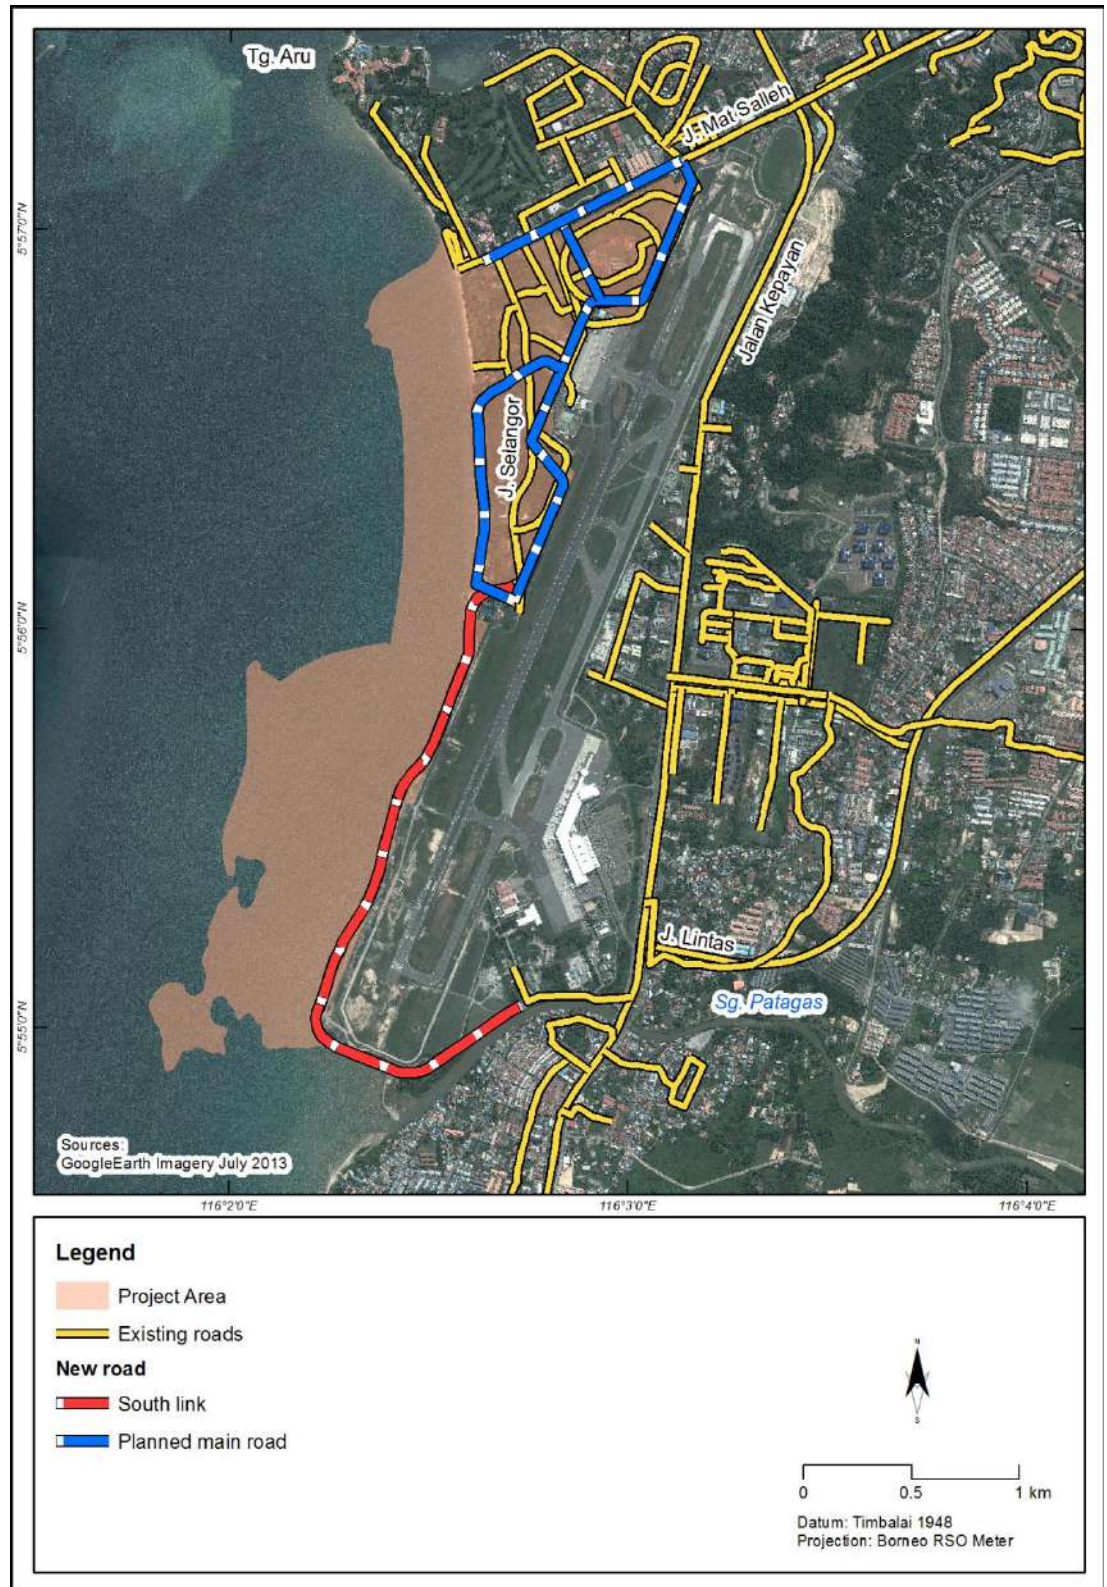 Tg. Aru
J. Mat Salleh
5°57'0"N
Jalan Kepayan
J. Selangor
5°56'0"N
J. Lintas
Sg. Patagas
5°55'0"N
Sources:
GoogleEarth Imagery July 2013
116°2'0"E
116°3'0"E
116°4'0"E
Legend
Project Area
Existing roads
New road
South link
Planned main road
N
S
0 0.5 1 km
Datum: Timbalai 1948
Projection: Borneo RSO Meter